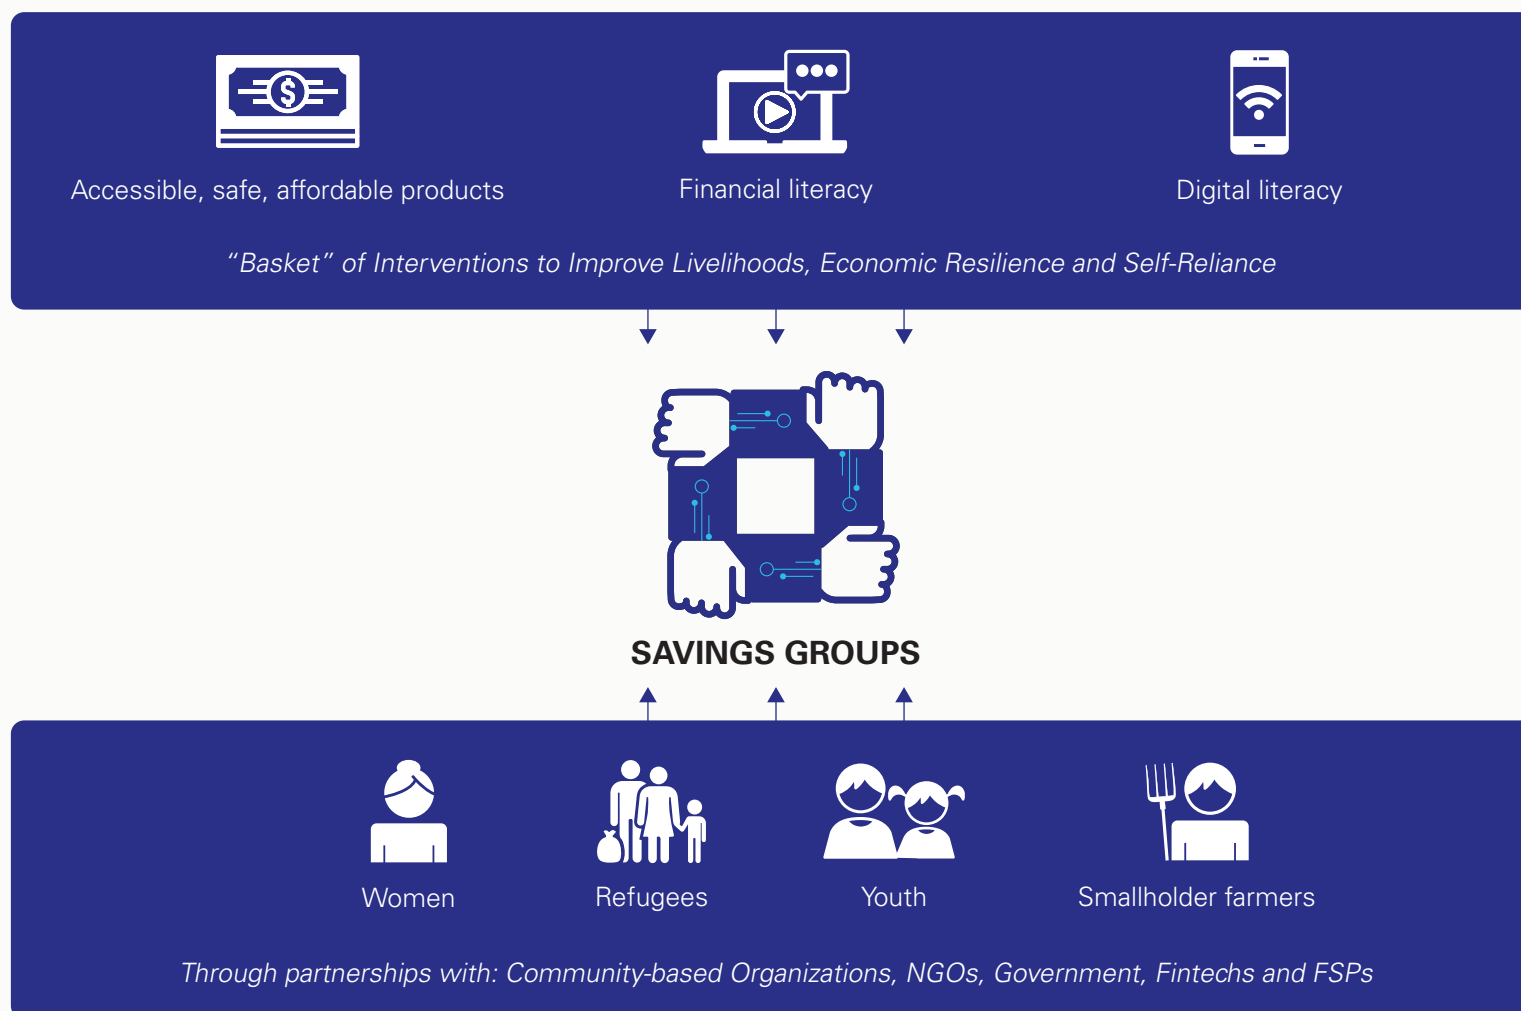 Accessible, safe, affordable products
Financial literacy
Digital literacy
“Basket” of Interventions to Improve Livelihoods, Economic Resilience and Self-Reliance
SAVINGS GROUPS
Women
Refugees
Youth
Smallholder farmers
Through partnerships with: Community-based Organizations, NGOs, Government, Fintechs and FSPs